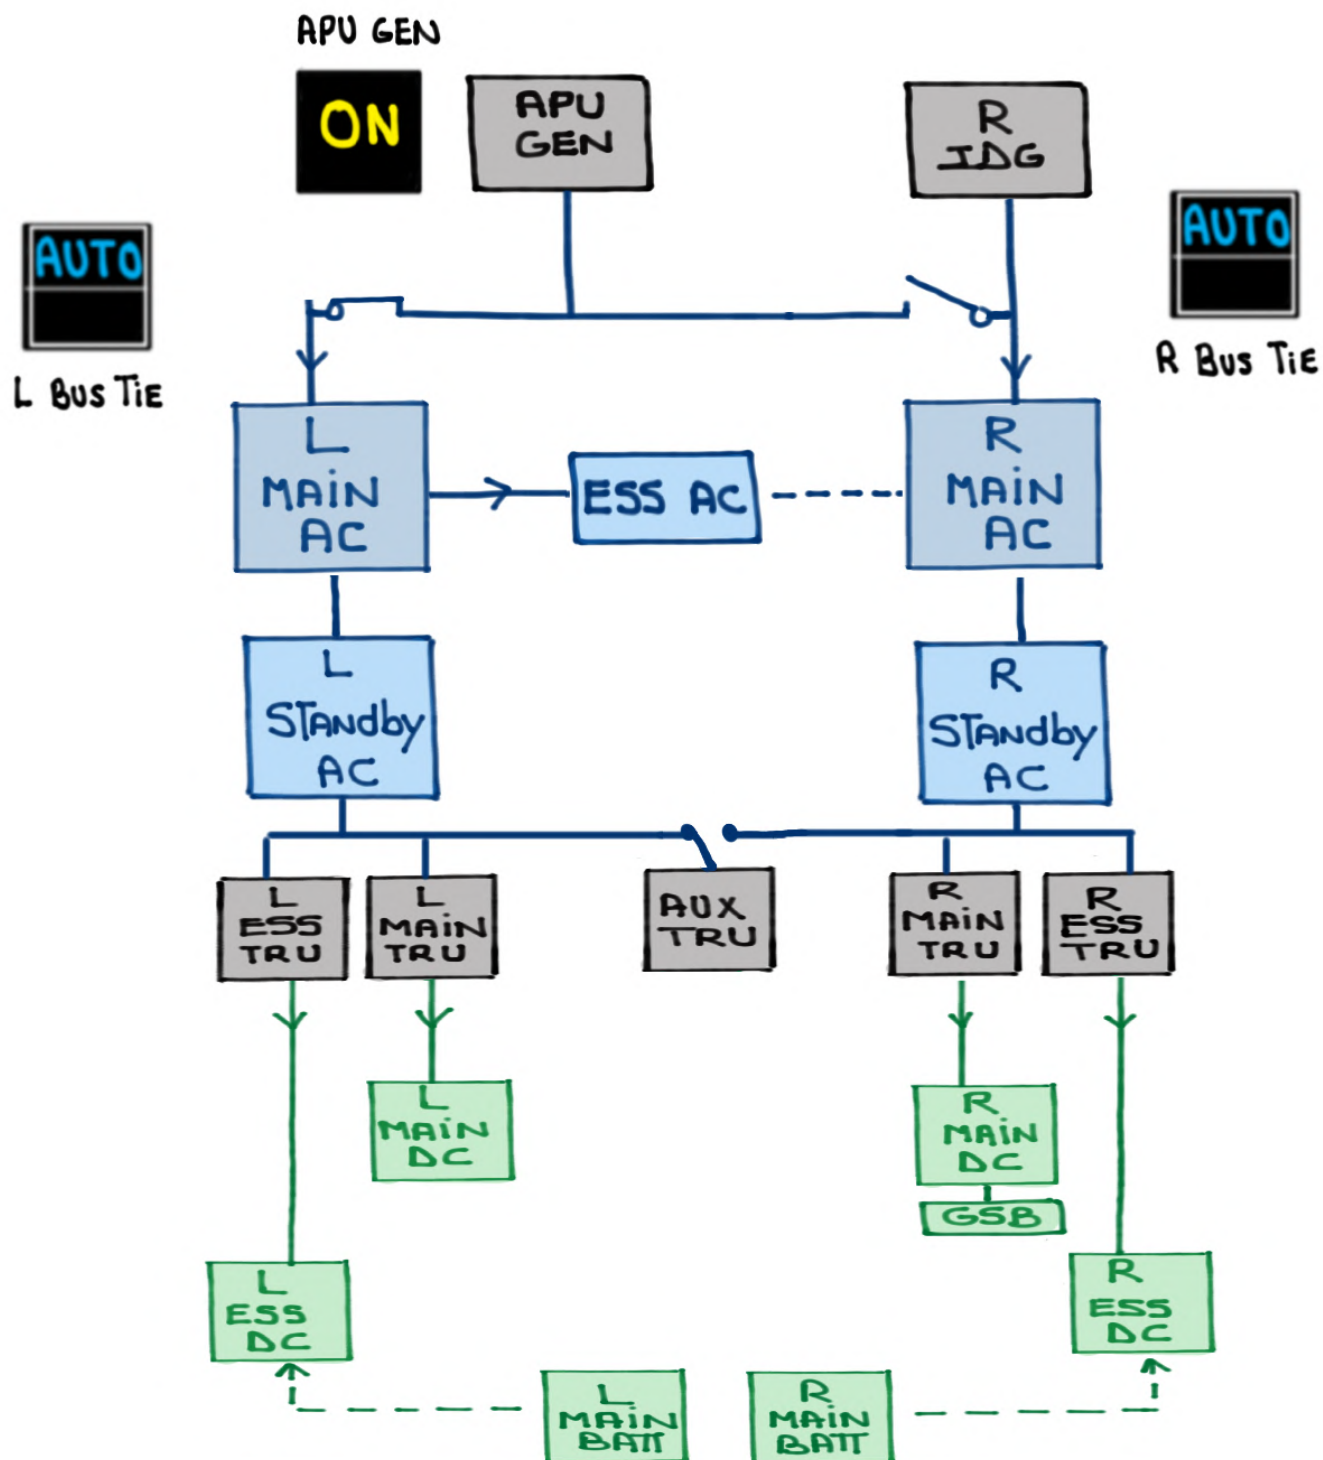 APU GEN
ON
APU
GEN
R
IDG
AUTO
L BUS TiE
AUTO
R BUS TiE
L
MAiN
AC
ESS AC
R
MAiN
AC
L
STANdby
AC
R
STANdby
AC
L
ESS
TRU
L
MAiN
TRU
AUX
TRU
R
MAiN
TRU
R
ESS
TRU
L
MAiN
DC
R
MAiN
DC
GSB
L
ESS
DC
R
ESS
DC
L
MAiN
BATT
R
MAiN
BATT